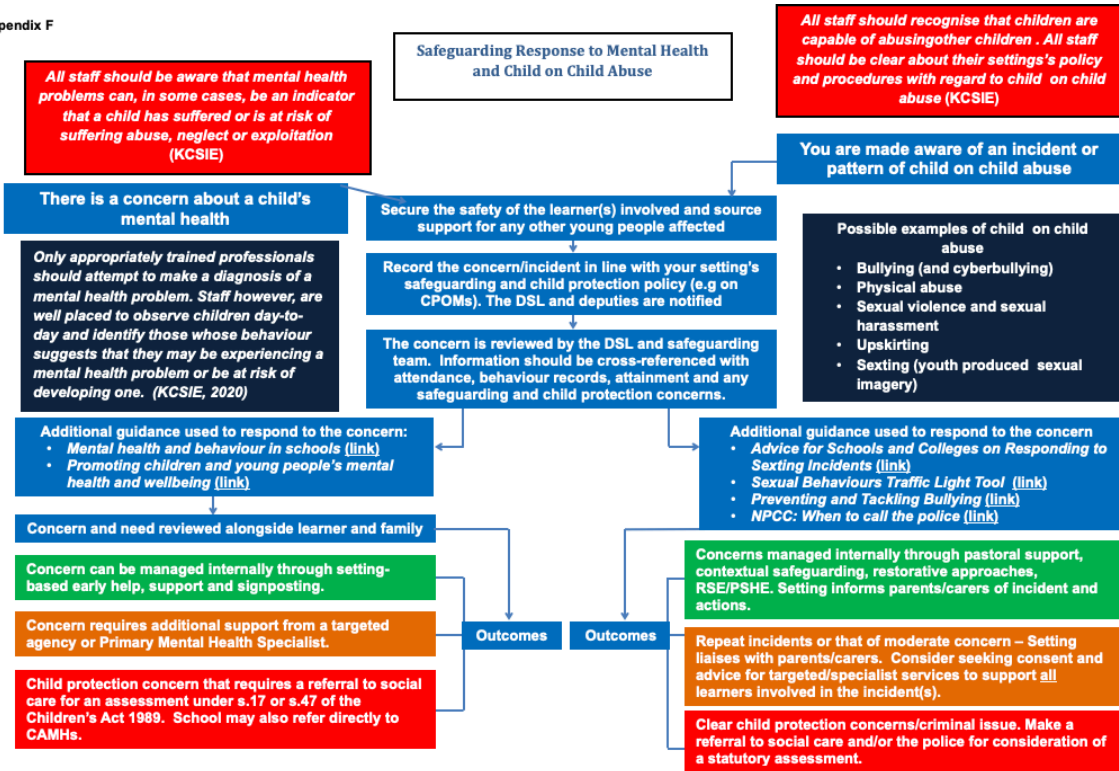 pendix F
Safeguarding Response to Mental Health
and Child on Child Abuse
All staff should be aware that mental health
problems can, in some cases, be an indicator
that a child has suffered or is at risk of
suffering abuse, neglect or exploitation
(KCSIE)
All staff should recognise that children are
capable of abusingother children . All staff
should be clear about their settings's policy
and procedures with regard to child  on child
abuse (KCSIE)
There is a concern about a child's
mental health
You are made aware of an incident or
pattern of child on child abuse
Secure the safety of the learner(s) involved and source
support for any other young people affected
Only appropriately trained professionals
should attempt to make a diagnosis of a
mental health problem. Staff however, are
well placed to observe children day-to-
day and identify those whose behaviour
suggests that they may be experiencing a
mental health problem or be at risk of
developing one.  (KCSIE, 2020)
Record the concern/incident in line with your setting's
safeguarding and child protection policy (e.g on
CPOMs). The DSL and deputies are notified
The concern is reviewed by the DSL and safeguarding
team.  Information should be cross-referenced with
attendance, behaviour records, attainment and any
safeguarding and child protection concerns.
Possible examples of child  on child
abuse
• Bullying (and cyberbullying)
• Physical abuse
• Sexual violence and sexual
harassment
• Upskirting
• Sexting (youth produced  sexual
imagery)
Additional guidance used to respond to the concern:
• Mental health and behaviour in schools (link)
• Promoting children and young people's mental
health and wellbeing (link)
Additional guidance used to respond to the concern
• Advice for Schools and Colleges on Responding to
Sexting Incidents (link)
• Sexual Behaviours Traffic Light Tool  (link)
• Preventing and Tackling Bullying (link)
• NPCC: When to call the police (link)
Concern and need reviewed alongside learner and family
Concern can be managed internally through setting-
based early help, support and signposting.
Concern requires additional support from a targeted
agency or Primary Mental Health Specialist.
Child protection concern that requires a referral to social
care for an assessment under s.17 or s.47 of the
Children's Act 1989.  School may also refer directly to
CAMHs.
Outcomes
Outcomes
Concerns managed internally through pastoral support,
contextual safeguarding, restorative approaches,
RSE/PSHE. Setting informs parents/carers of incident and
actions.
Repeat incidents or that of moderate concern – Setting
liaises with parents/carers.  Consider seeking consent and
advice for targeted/specialist services to support all
learners involved in the incident(s).
Clear child protection concerns/criminal issue. Make a
referral to social care and/or the police for consideration of
a statutory assessment.